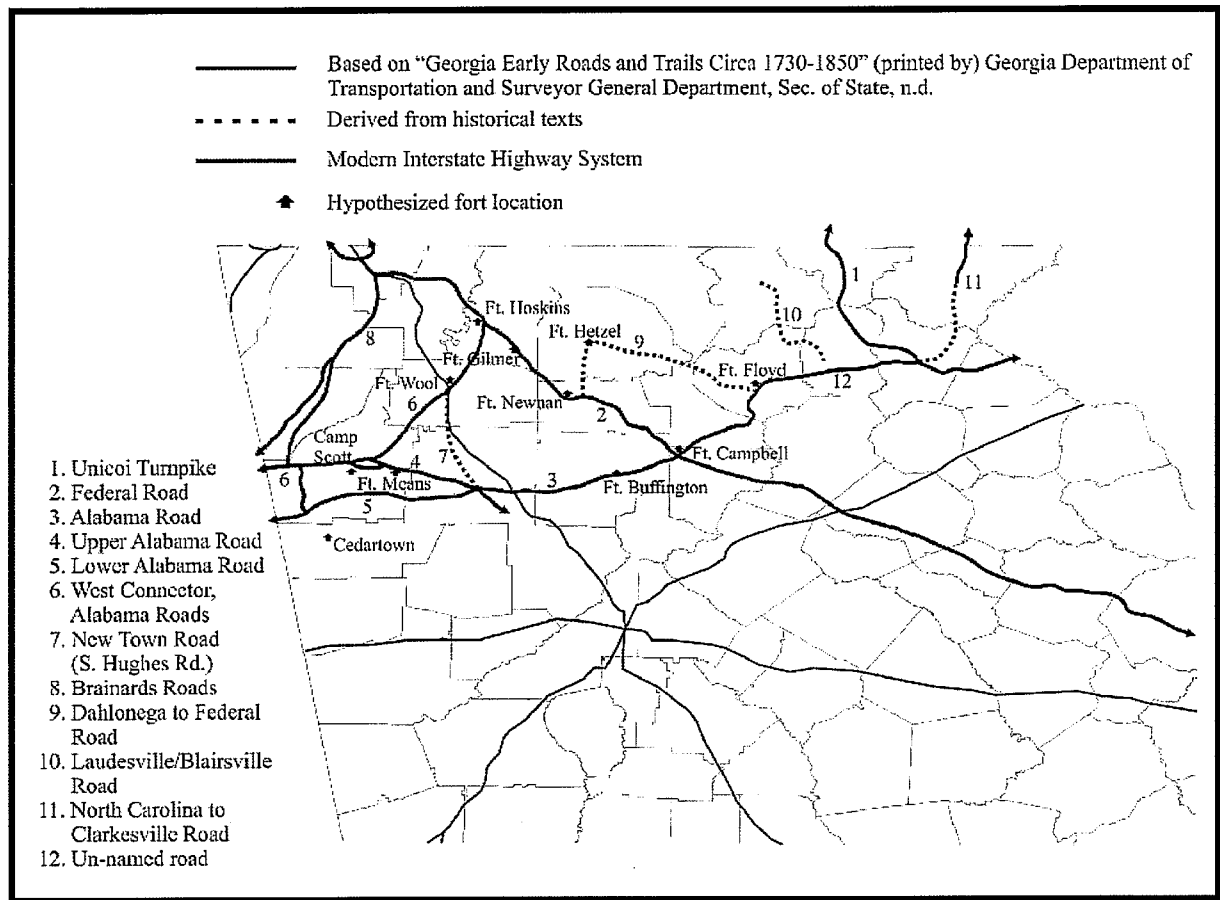 Based on “Georgia Early Roads and Trails Circa 1730-1850” (printed by) Georgia Department of
Transportation and Surveyor General Department, Sec. of State, n.d.
Derived from historical texts
Modern Interstate Highway System
Hypothesized fort location
1
11
10
Ft. Hoskins
Ft. Hetzel
8
9
Ft. Gilmer
Ft. Floyd
Ft. Wool
12
6
Ft. Newnan
2
Camp
Scott
7
Ft. Campbell
6
4
Ft. Means
3
Ft. Buffington
5
Cedartown
1. Unicoi Turnpike
2. Federal Road
3. Alabama Road
4. Upper Alabama Road
5. Lower Alabama Road
6. West Connector,
Alabama Roads
7. New Town Road
(S. Hughes Rd.)
8. Brainards Roads
9. Dahlonega to Federal
Road
10. Laudesville/Blairsville
Road
11. North Carolina to
Clarkesville Road
12. Un-named road